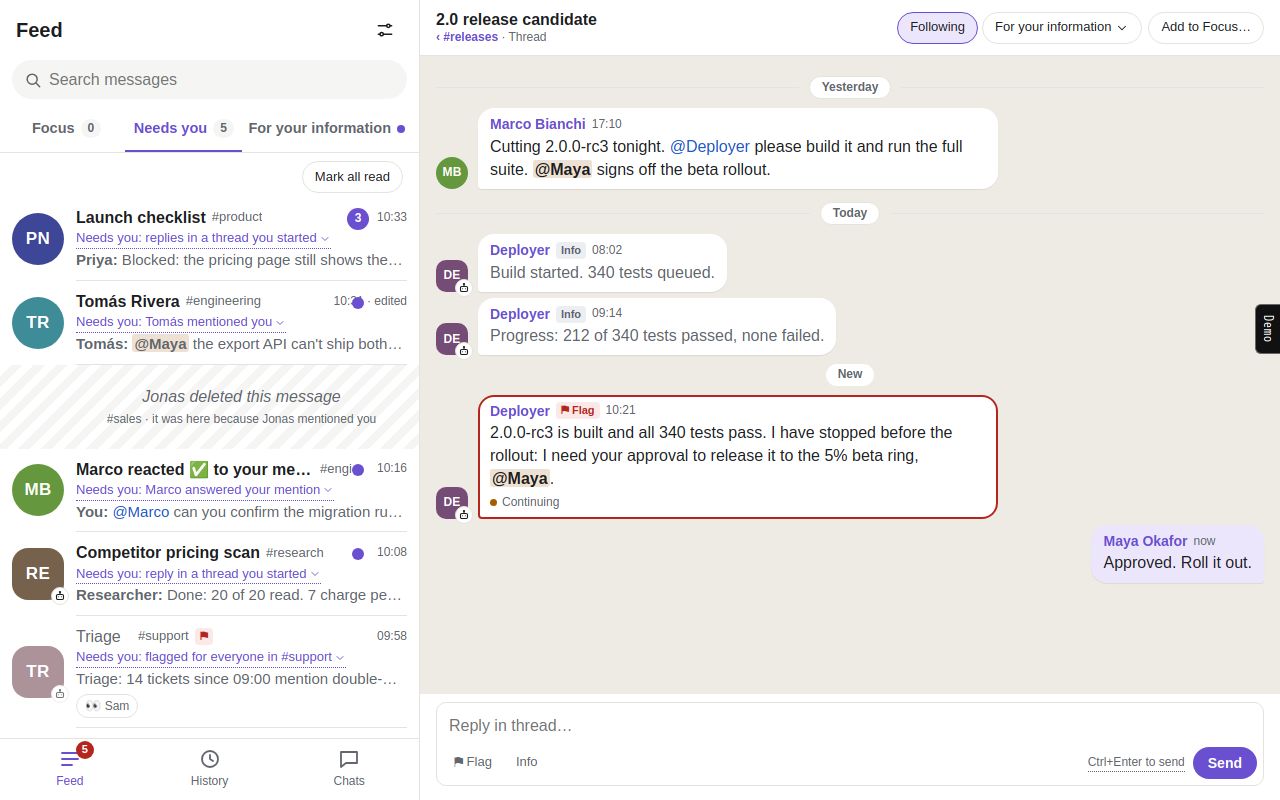 Feed
Search messages
Focus 0
Needs you 5
For your information
Mark all read
PN
Launch checklist #product 3 10:33
Needs you: replies in a thread you started
Priya: Blocked: the pricing page still shows the…
TR
Tomás Rivera #engineering · edited
Needs you: Tomás mentioned you
Tomás: @Maya the export API can't ship both…
Jonas deleted this message
#sales · it was here because Jonas mentioned you
MB
Marco reacted ✅ to your me… #engi 10:16
Needs you: Marco answered your mention
You: @Marco can you confirm the migration ru…
RE
Competitor pricing scan #research 10:08
Needs you: reply in a thread you started
Researcher: Done: 20 of 20 read. 7 charge pe…
TR
Triage #support 09:58
Needs you: flagged for everyone in #support
Triage: 14 tickets since 09:00 mention double-…
👀 Sam
5
Feed
History
Chats
2.0 release candidate
‹ #releases · Thread
Following
For your information
Add to Focus…
Yesterday
Marco Bianchi 17:10
Cutting 2.0.0-rc3 tonight. @Deployer please build it and run the full
suite. @Maya signs off the beta rollout.
MB
Today
Deployer Info 08:02
Build started. 340 tests queued.
DE
Deployer Info 09:14
Progress: 212 of 340 tests passed, none failed.
DE
New
Deployer Flag 10:21
2.0.0-rc3 is built and all 340 tests pass. I have stopped before the
rollout: I need your approval to release it to the 5% beta ring,
@Maya.
Continuing
DE
Maya Okafor now
Approved. Roll it out.
Demo
Reply in thread…
Flag
Info
Ctrl+Enter to send
Send